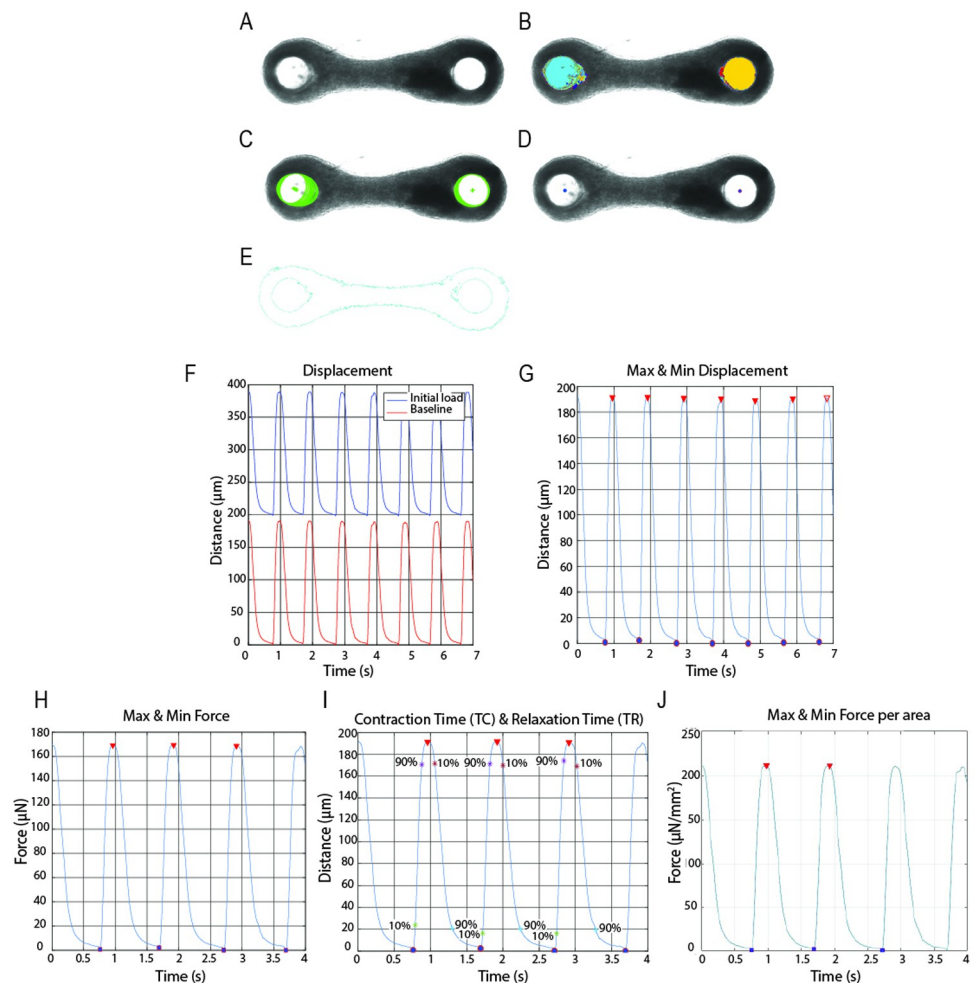 A
B
C
D
E
F
Displacement
Initial load
Baseline
Distance (μm)
400
350
300
250
200
150
100
50
0
0 1 2 3 4 5 6 7
Time (s)
G
Max & Min Displacement
Distance (μm)
200
180
160
140
120
100
80
60
40
20
0
0 1 2 3 4 5 6 7
Time (s)
H
Max & Min Force
Force (μN)
180
160
140
120
100
80
60
40
20
0
0 0.5 1 1.5 2 2.5 3 3.5 4
Time (s)
I
Contraction Time (TC) & Relaxation Time (TR)
Distance (μm)
200
180
160
140
120
100
80
60
40
20
0
90% 10% 90% 10% 90% 10%
10% 90% 10% 90% 10% 90%
0 0.5 1 1.5 2 2.5 3 3.5 4
Time (s)
J
Max & Min Force per area
Force (μN/mm²)
250
200
150
100
50
0
0 0.5 1 1.5 2 2.5 3 3.5 4
Time (s)